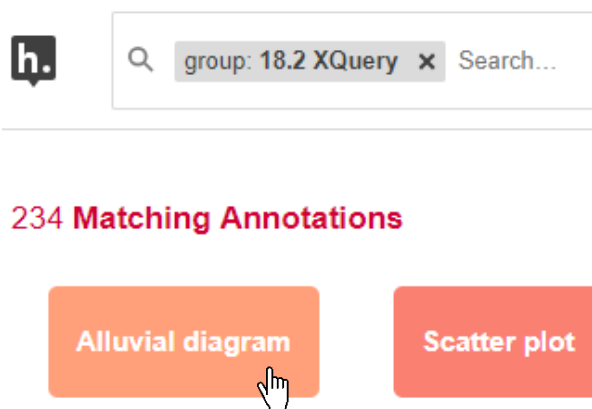 h.
group: 18.2 XQuery × Search...
234 Matching Annotations
Alluvial diagram Scatter plot